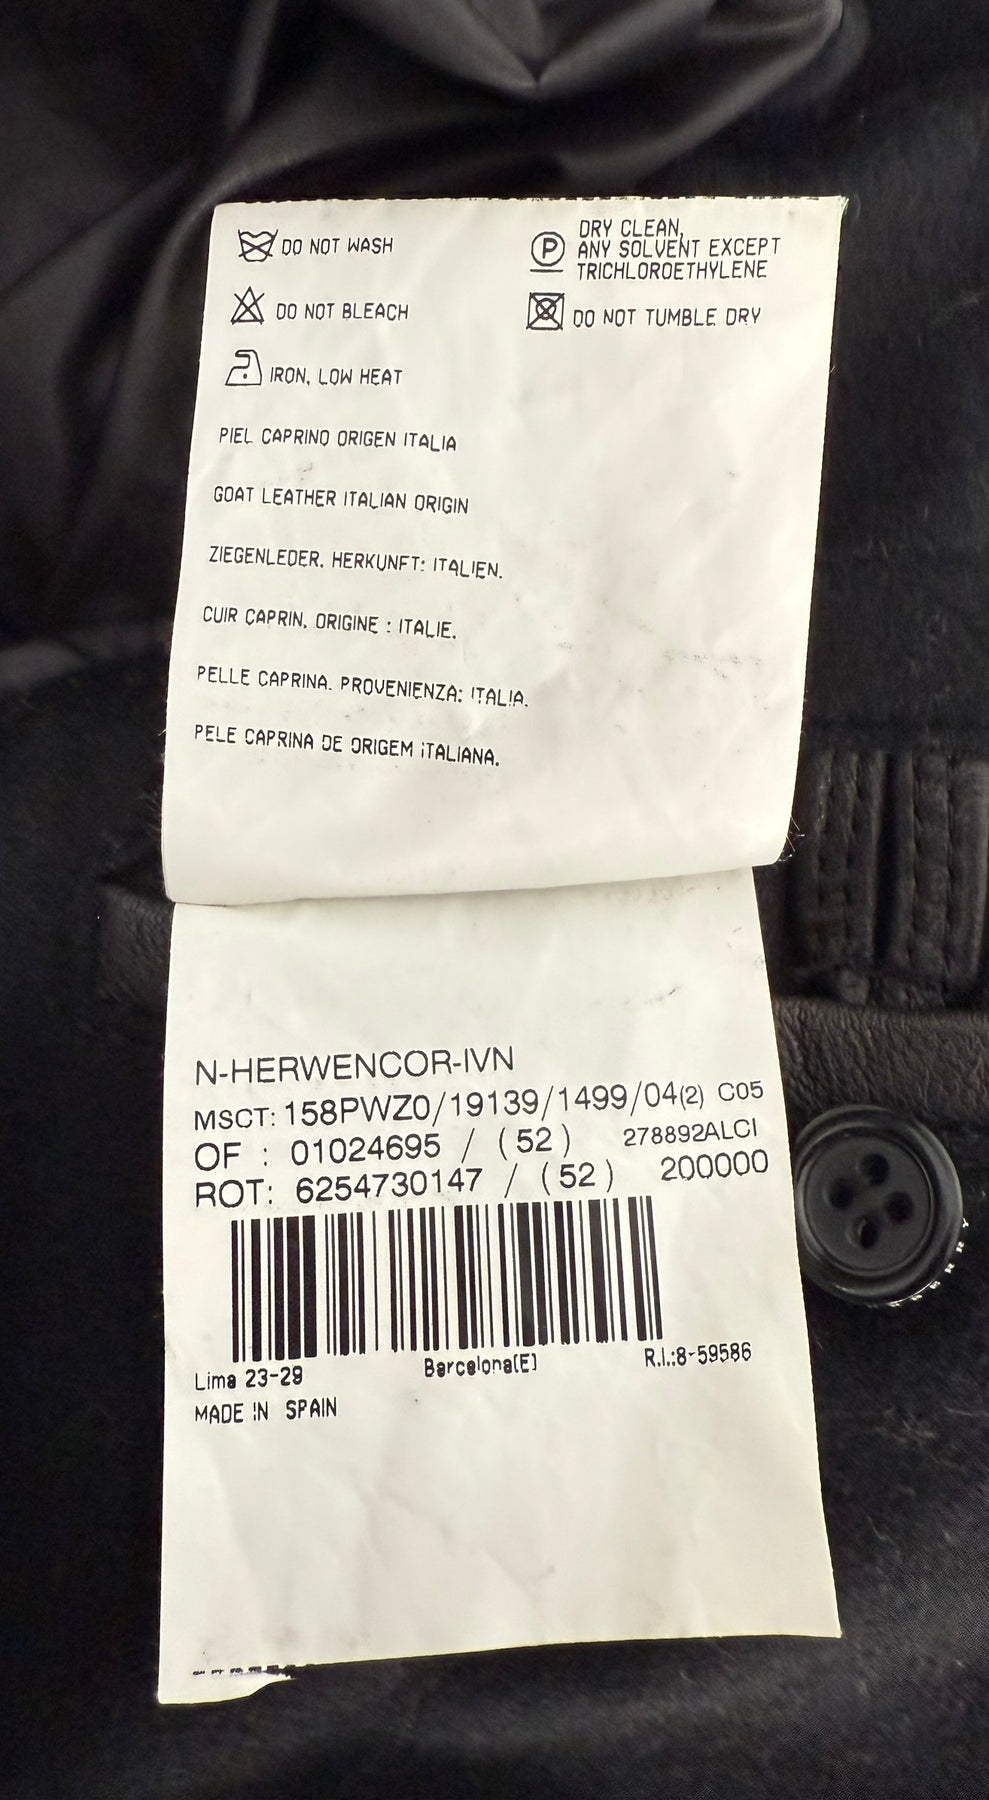 DO NOT WASH
DRY CLEAN,
ANY SOLVENT EXCEPT
TRICHLOROETHYLENE
P
DO NOT BLEACH
DO NOT TUMBLE DRY
IRON, LOW HEAT
PIEL CAPRINO ORIGEN ITALIA
GOAT LEATHER ITALIAN ORIGIN
ZIEGENLEDER. HERKUNFT: ITALIEN.
CUIR CAPRIN. ORIGINE : ITALIE.
PELLE CAPRINA. PROVENIENZA: ITALIA.
PELE CAPRINA DE ORIGEM ITALIANA.
N-HERWENCOR-IVN
MSCT: 158PWZ0/19139/1499/04(2) C05
OF : 01024695 / (52) 278892ALCI
ROT: 6254730147 / (52) 200000
Lima 23-29 Barcelona(E) R.I.:8-59586
MADE IN SPAIN